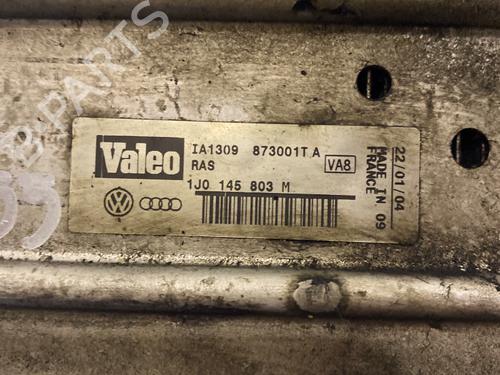 PARTS
Valeo
IA1309 873001T A
RAS
VA8
1J0 145 803 M
22/01/04
MADE IN 09
FRANCE